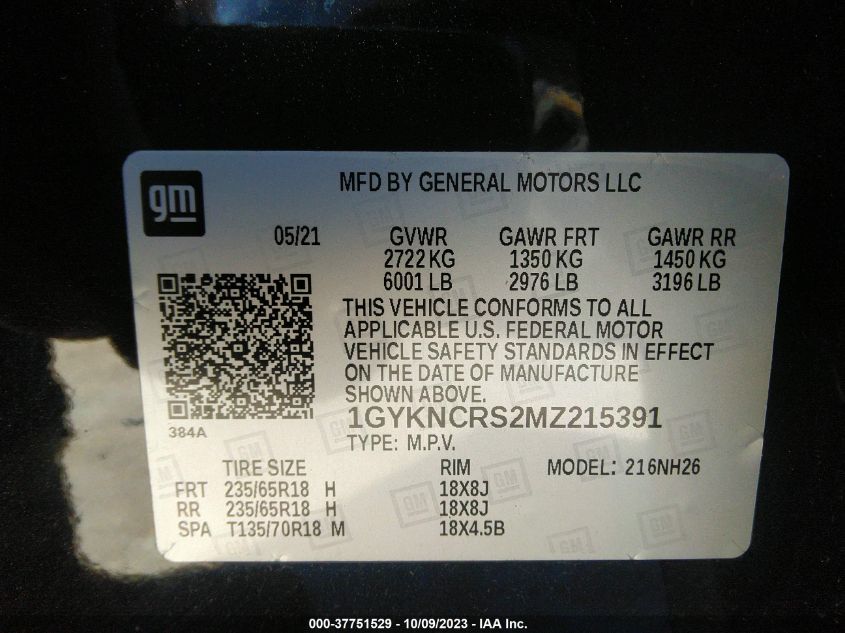 gm
MFD BY GENERAL MOTORS LLC
05/21 GVWR GAWR FRT GAWR RR
2722 KG 1350 KG 1450 KG
6001 LB 2976 LB 3196 LB
THIS VEHICLE CONFORMS TO ALL
APPLICABLE U.S. FEDERAL MOTOR
VEHICLE SAFETY STANDARDS IN EFFECT
ON THE DATE OF MANUFACTURE
SHOWN ABOVE.
384A
1GYKNCRS2MZ215391
TYPE: M.P.V.
TIRE SIZE RIM MODEL: 216NH26
FRT 235/65R18 H 18X8J
RR 235/65R18 H 18X8J
SPA T135/70R18 M 18X4.5B
000-37751529 - 10/09/2023 - IAA Inc.